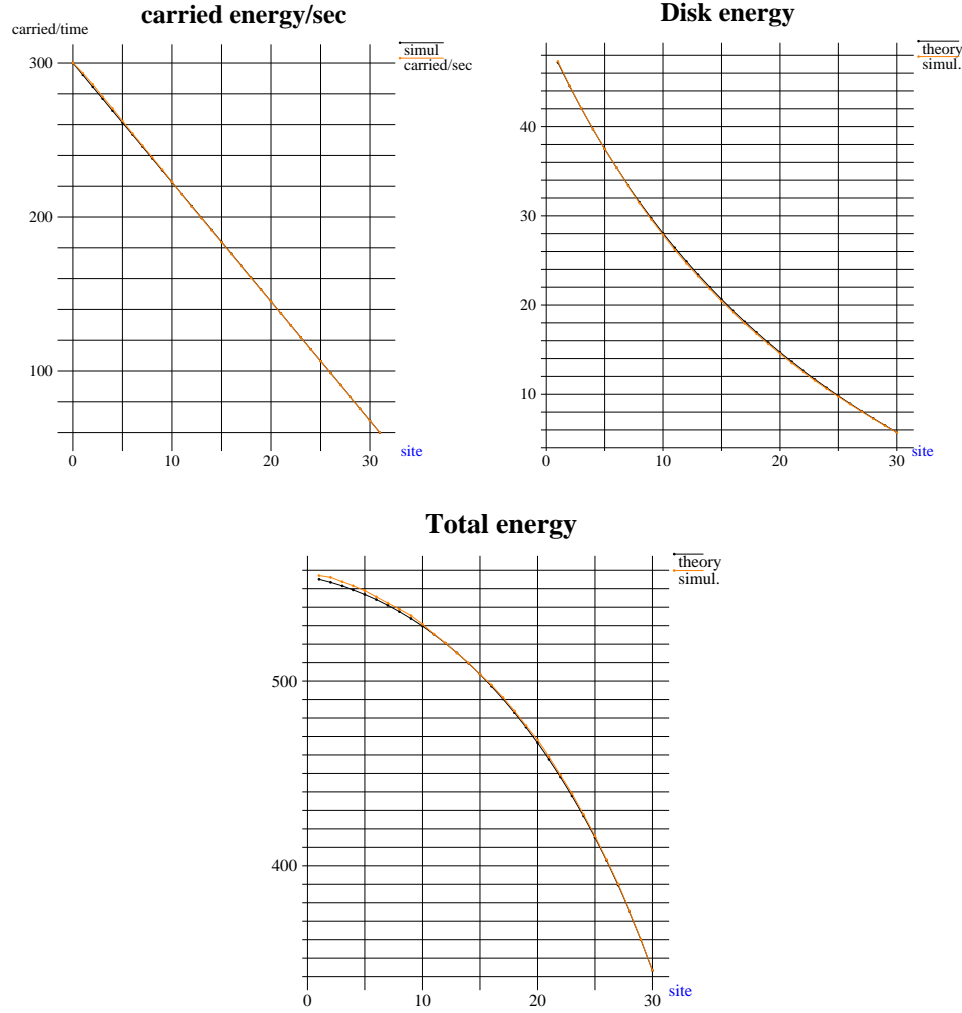 carried energy/sec
carried/time
simul
carried/sec
300
200
100
0
10
20
30
site
Disk energy
theory
simul.
40
30
20
10
0
10
20
30
site
Total energy
theory
simul.
500
400
0
10
20
30
site